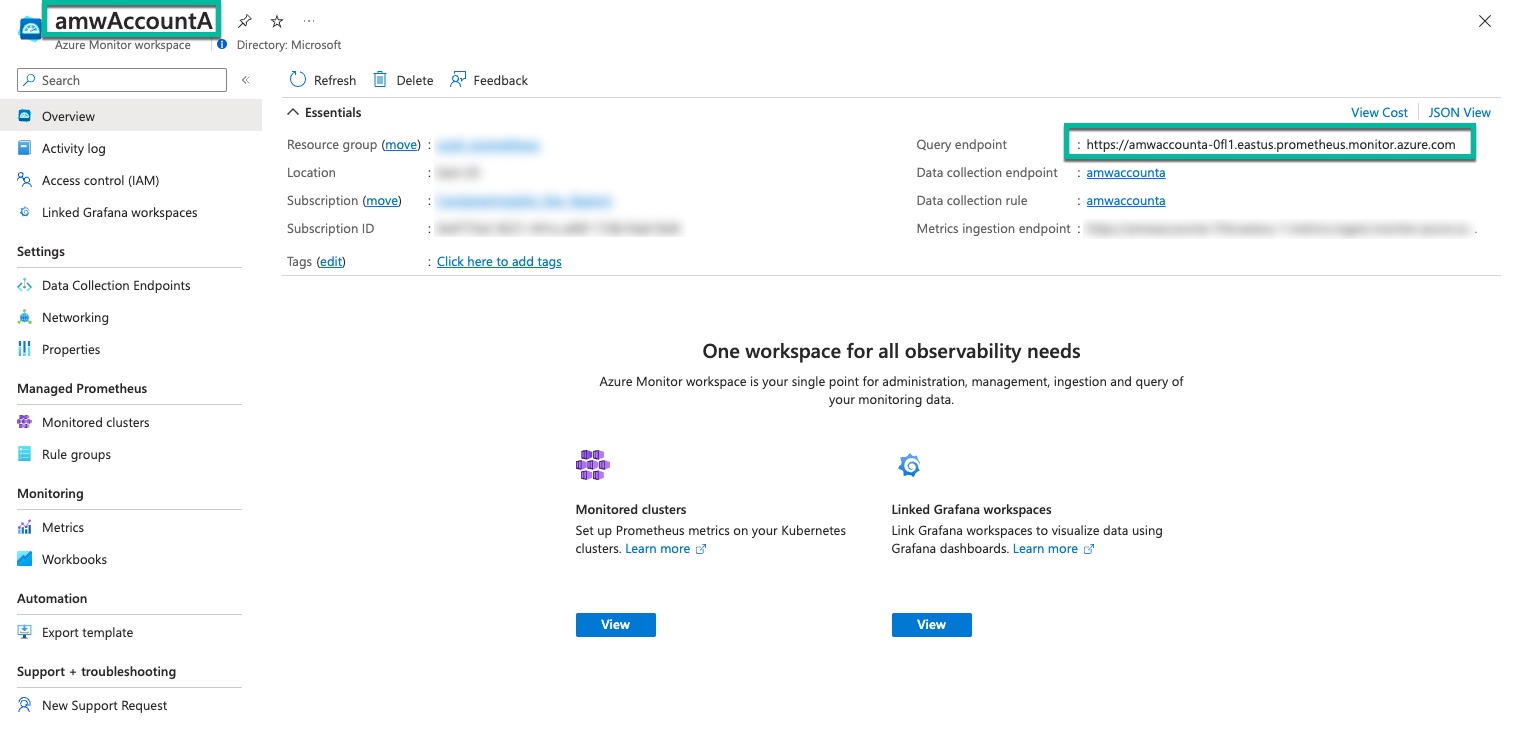 amwAccountA
Azure Monitor workspace
Directory: Microsoft
Search
Overview
Activity log
Access control (IAM)
Linked Grafana workspaces
Settings
Data Collection Endpoints
Networking
Properties
Managed Prometheus
Monitored clusters
Rule groups
Monitoring
Metrics
Workbooks
Automation
Export template
Support + troubleshooting
New Support Request
Refresh Delete Feedback
Essentials
View Cost JSON View
Resource group (move) :
Location :
Subscription (move) :
Subscription ID :
Tags (edit) : Click here to add tags
Query endpoint : https://amwaccounta-0fl1.eastus.prometheus.monitor.azure.com
Data collection endpoint : amwaccounta
Data collection rule : amwaccounta
Metrics ingestion endpoint :
One workspace for all observability needs
Azure Monitor workspace is your single point for administration, management, ingestion and query of
your monitoring data.
Monitored clusters
Set up Prometheus metrics on your Kubernetes
clusters. Learn more
View
Linked Grafana workspaces
Link Grafana workspaces to visualize data using
Grafana dashboards. Learn more
View